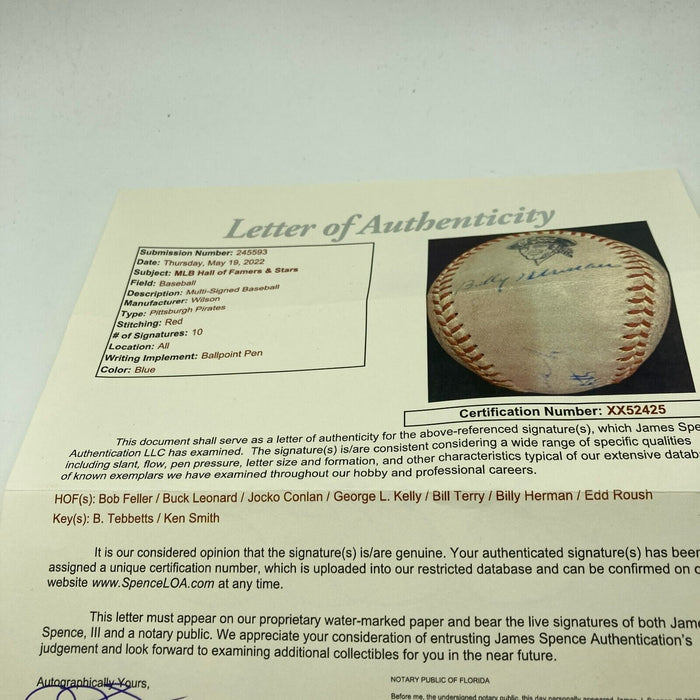 Letter of Authenticity
Submission Number: 245593
Date: Thursday, May 19, 2022
Subject: MLB Hall of Famers & Stars
Field: Baseball
Description: Multi-Signed Baseball
Manufacturer: Wilson
Type: Pittsburgh Pirates
Stitching: Red
# of Signatures: 10
Location: All
Writing Implement: Ballpoint Pen
Color: Blue
Billy Herman
Certification Number: XX52425
This document shall serve as a letter of authenticity for the above-referenced signature(s), which James Spe
Authentication LLC has examined. The signature(s) is/are consistent considering a wide range of specific qualities
including slant, flow, pen pressure, letter size and formation, and other characteristics typical of our extensive datab
of known exemplars we have examined throughout our hobby and professional careers.
HOF(s): Bob Feller / Buck Leonard / Jocko Conlan / George L. Kelly / Bill Terry / Billy Herman / Edd Roush
Key(s): B. Tebbetts / Ken Smith
It is our considered opinion that the signature(s) is/are genuine. Your authenticated signature(s) has been
assigned a unique certification number, which is uploaded into our restricted database and can be confirmed on o
website www.SpenceLOA.com at any time.
This letter must appear on our proprietary water-marked paper and bear the live signatures of both Jame
Spence, III and a notary public. We appreciate your consideration of entrusting James Spence Authentication's
judgement and look forward to examining additional collectibles for you in the near future.
Autographically Yours,
NOTARY PUBLIC OF FLORIDA
Before me, the undersigned notary public, this day personally appeared James J.